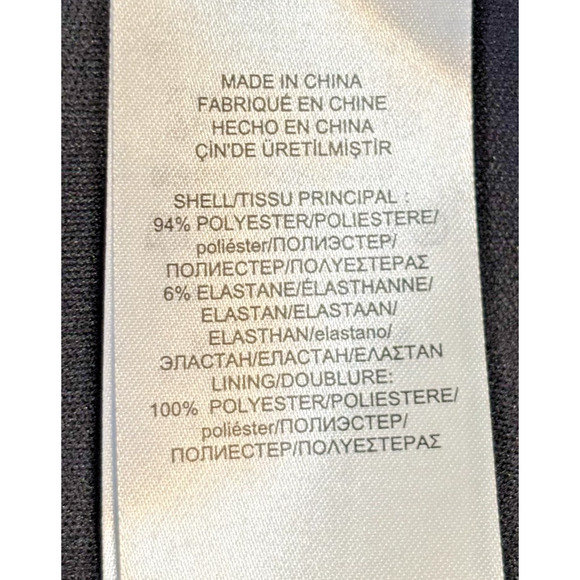 MADE IN CHINA
FABRIQUÉ EN CHINE
HECHO EN CHINA
ÇİN'DE ÜRETİLMİŞTİR
SHELL/TISSU PRINCIPAL :
94% POLYESTER/POLIESTERE/
poliéster/ПОЛИЭСТЕР/
ПОЛИЕСТЕР/ΠΟΛΥΕΣΤΕΡΑΣ
6% ELASTANE/ÉLASTHANNE/
ELASTAN/ELASTAAN/
ELASTHAN/elastano/
ЭЛАСТАН/ЕЛАСТАН/ΕΛΑΣΤΑΝ
LINING/DOUBLURE:
100% POLYESTER/POLIESTERE/
poliéster/ПОЛИЭСТЕР/
ПОЛИЕСТЕР/ΠΟΛΥΕΣΤΕΡΑΣ